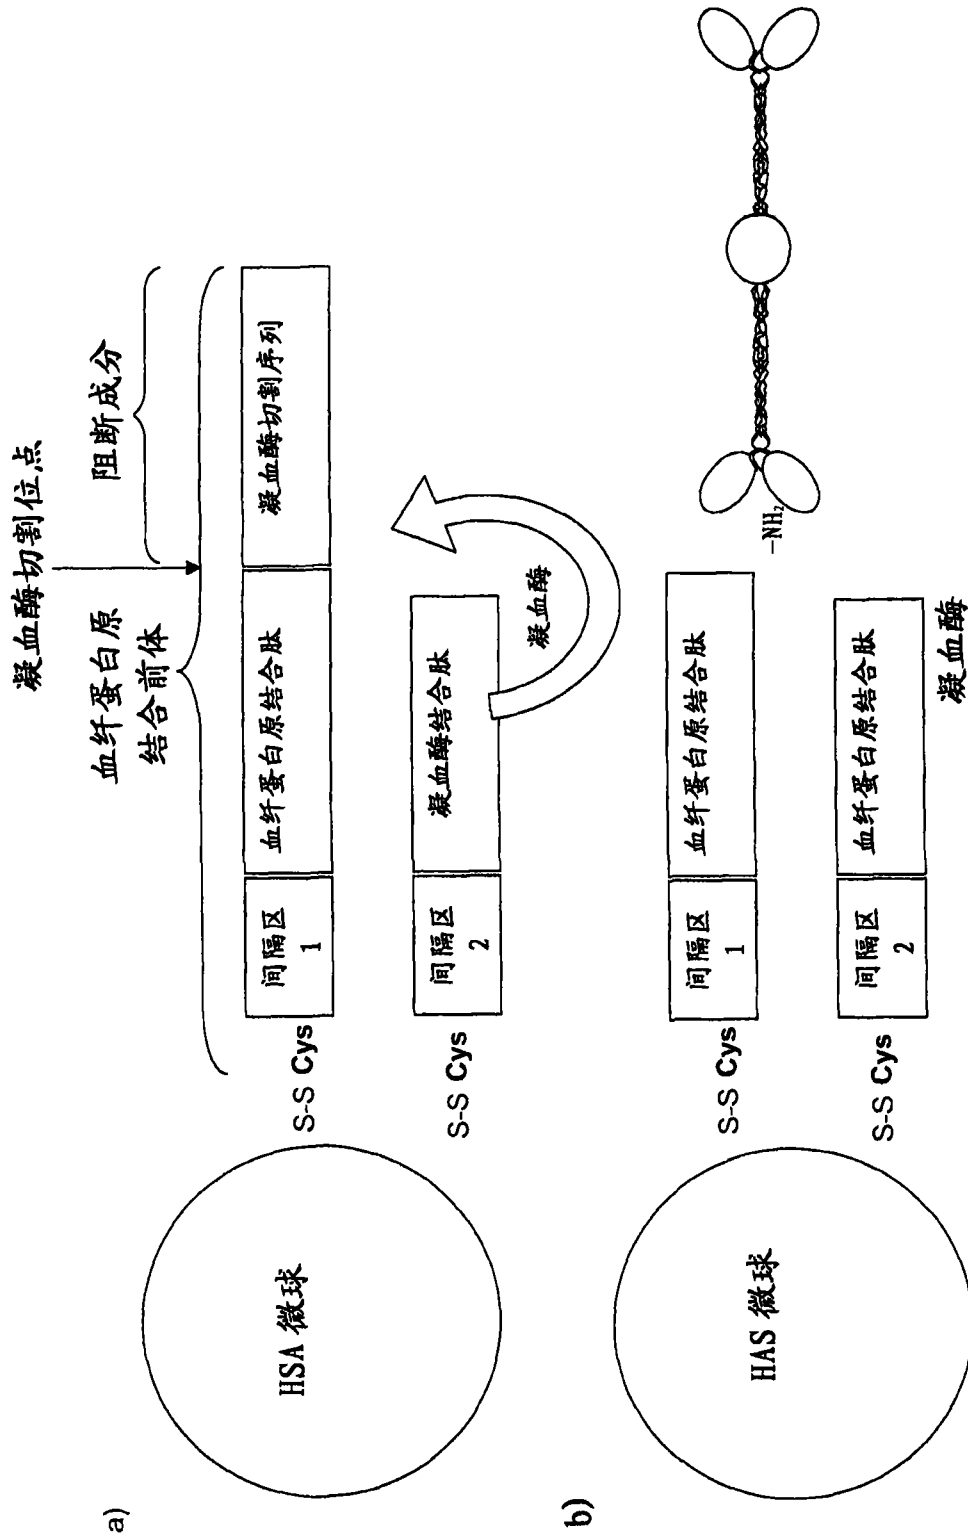 a)
凝血酶切割位点
血纤蛋白原
结合前体
阻断成分
HSA 微球
S-S Cys
间隔区
1
血纤蛋白原结合肽
凝血酶切割序列
S-S Cys
间隔区
2
凝血酶结合肽
凝血酶
b)
HAS 微球
S-S Cys
间隔区
1
血纤蛋白原结合肽
-NH₂
S-S Cys
间隔区
2
血纤蛋白原结合肽
凝血酶